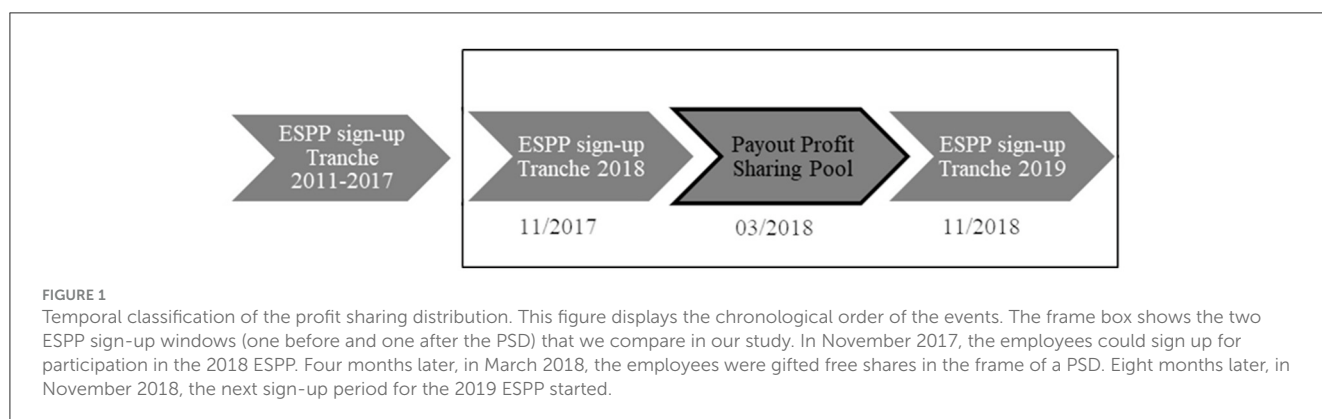 ESPP sign-up
Tranche
2011-2017
ESPP sign-up
Tranche 2018
Payout Profit
Sharing Pool
ESPP sign-up
Tranche 2019
11/2017
03/2018
11/2018
FIGURE 1
Temporal classification of the profit sharing distribution. This figure displays the chronological order of the events. The frame box shows the two
ESPP sign-up windows (one before and one after the PSD) that we compare in our study. In November 2017, the employees could sign up for
participation in the 2018 ESPP. Four months later, in March 2018, the employees were gifted free shares in the frame of a PSD. Eight months later, in
November 2018, the next sign-up period for the 2019 ESPP started.